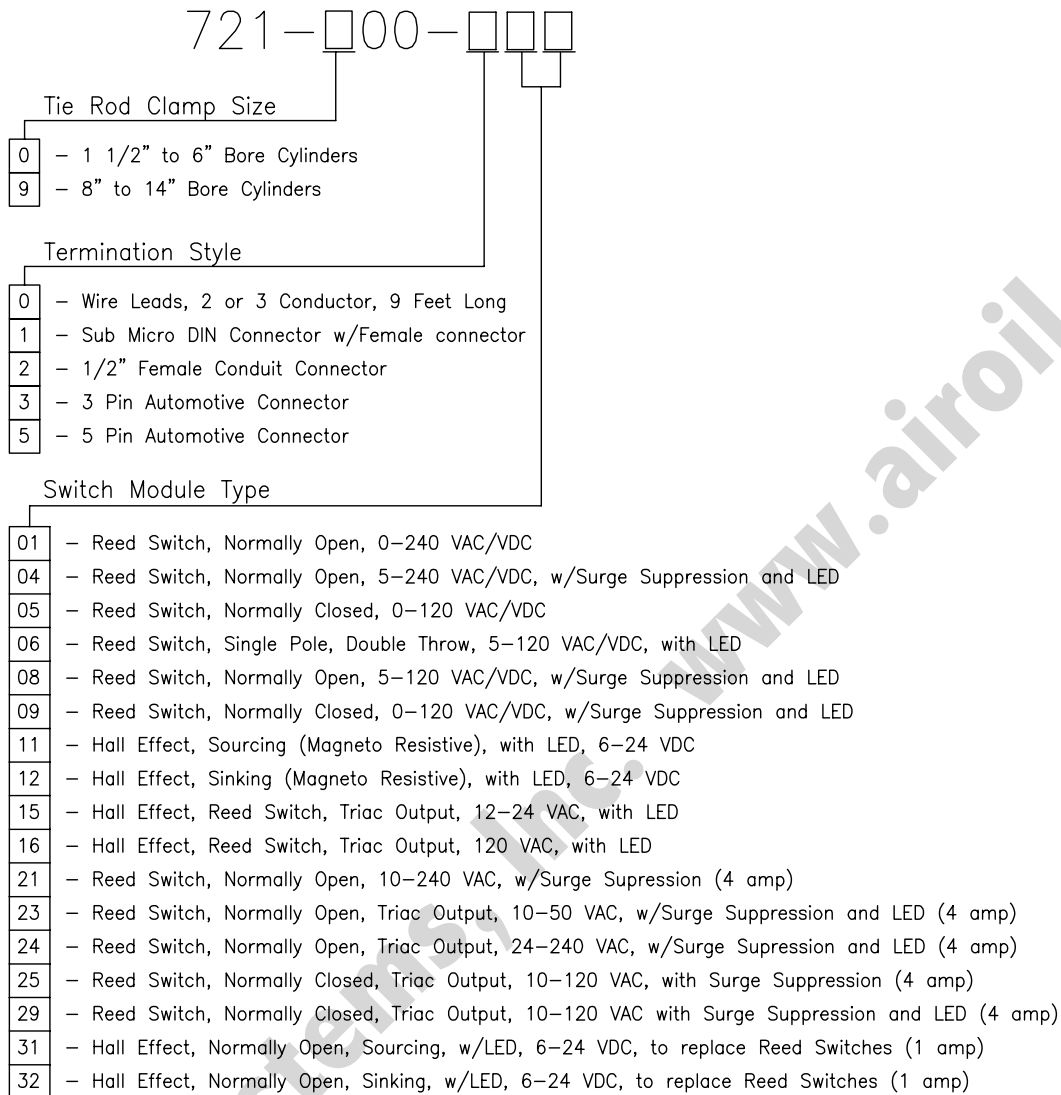 721-□00-□□□
Tie Rod Clamp Size
0 - 1 1/2" to 6" Bore Cylinders
9 - 8" to 14" Bore Cylinders
Termination Style
0 - Wire Leads, 2 or 3 Conductor, 9 Feet Long
1 - Sub Micro DIN Connector w/Female connector
2 - 1/2" Female Conduit Connector
3 - 3 Pin Automotive Connector
5 - 5 Pin Automotive Connector
Switch Module Type
01 - Reed Switch, Normally Open, 0-240 VAC/VDC
04 - Reed Switch, Normally Open, 5-240 VAC/VDC, w/Surge Suppression and LED
05 - Reed Switch, Normally Closed, 0-120 VAC/VDC
06 - Reed Switch, Single Pole, Double Throw, 5-120 VAC/VDC, with LED
08 - Reed Switch, Normally Open, 5-120 VAC/VDC, w/Surge Suppression and LED
09 - Reed Switch, Normally Closed, 0-120 VAC/VDC, w/Surge Suppression and LED
11 - Hall Effect, Sourcing (Magneto Resistive), with LED, 6-24 VDC
12 - Hall Effect, Sinking (Magneto Resistive), with LED, 6-24 VDC
15 - Hall Effect, Reed Switch, Triac Output, 12-24 VAC, with LED
16 - Hall Effect, Reed Switch, Triac Output, 120 VAC, with LED
21 - Reed Switch, Normally Open, 10-240 VAC, w/Surge Supression (4 amp)
23 - Reed Switch, Normally Open, Triac Output, 10-50 VAC, w/Surge Suppression and LED (4 amp)
24 - Reed Switch, Normally Open, Triac Output, 24-240 VAC, w/Surge Supression and LED (4 amp)
25 - Reed Switch, Normally Closed, Triac Output, 10-120 VAC, with Surge Suppression (4 amp)
29 - Reed Switch, Normally Closed, Triac Output, 10-120 VAC with Surge Suppression and LED (4 amp)
31 - Hall Effect, Normally Open, Sourcing, w/LED, 6-24 VDC, to replace Reed Switches (1 amp)
32 - Hall Effect, Normally Open, Sinking, w/LED, 6-24 VDC, to replace Reed Switches (1 amp)
stems, Inc. www.airoil